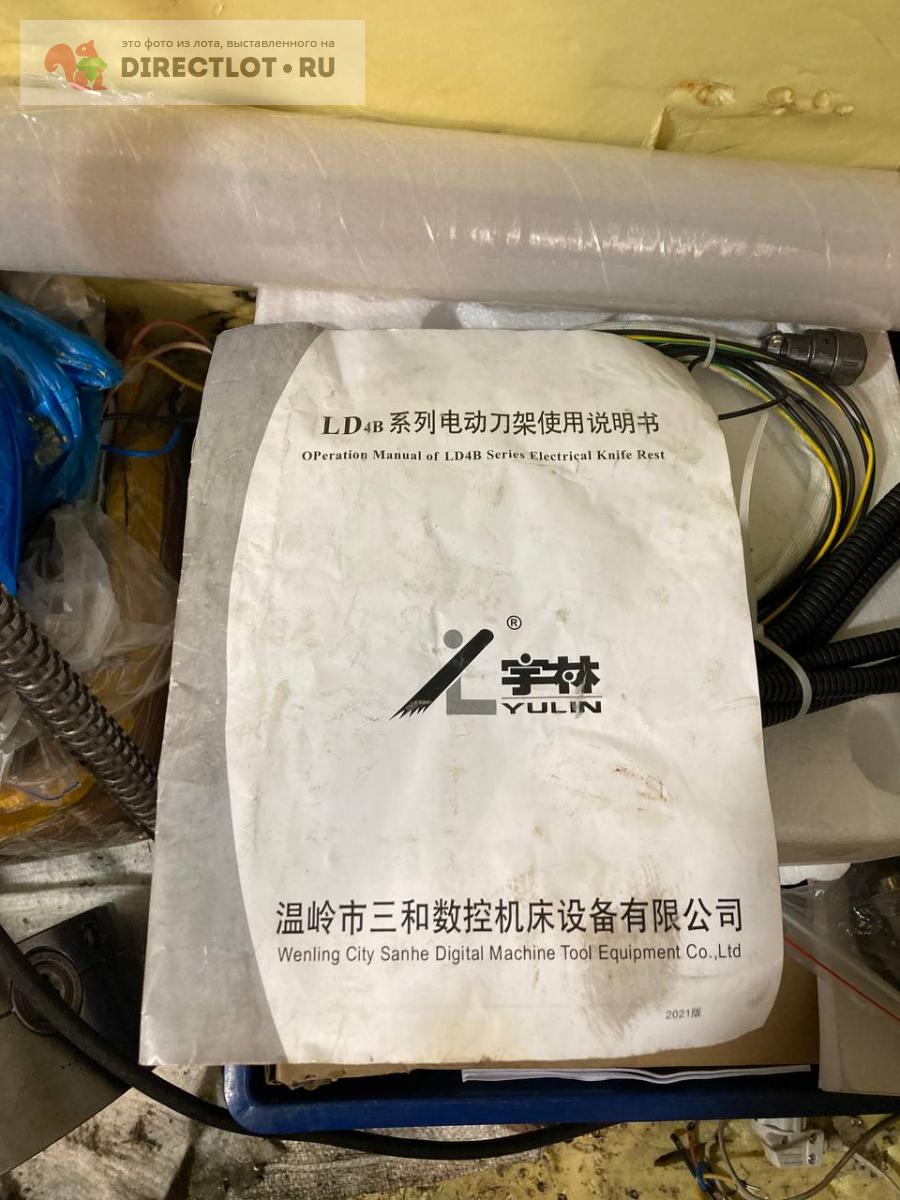 это фото из лота, выставленного на
DIRECTLOT•RU
LD4B系列电动刀架使用说明书
OPeration Manual of LD4B Series Electrical Knife Rest
®
宇林
YULIN
温岭市三和数控机床设备有限公司
Wenling City Sanhe Digital Machine Tool Equipment Co.,Ltd
2021版